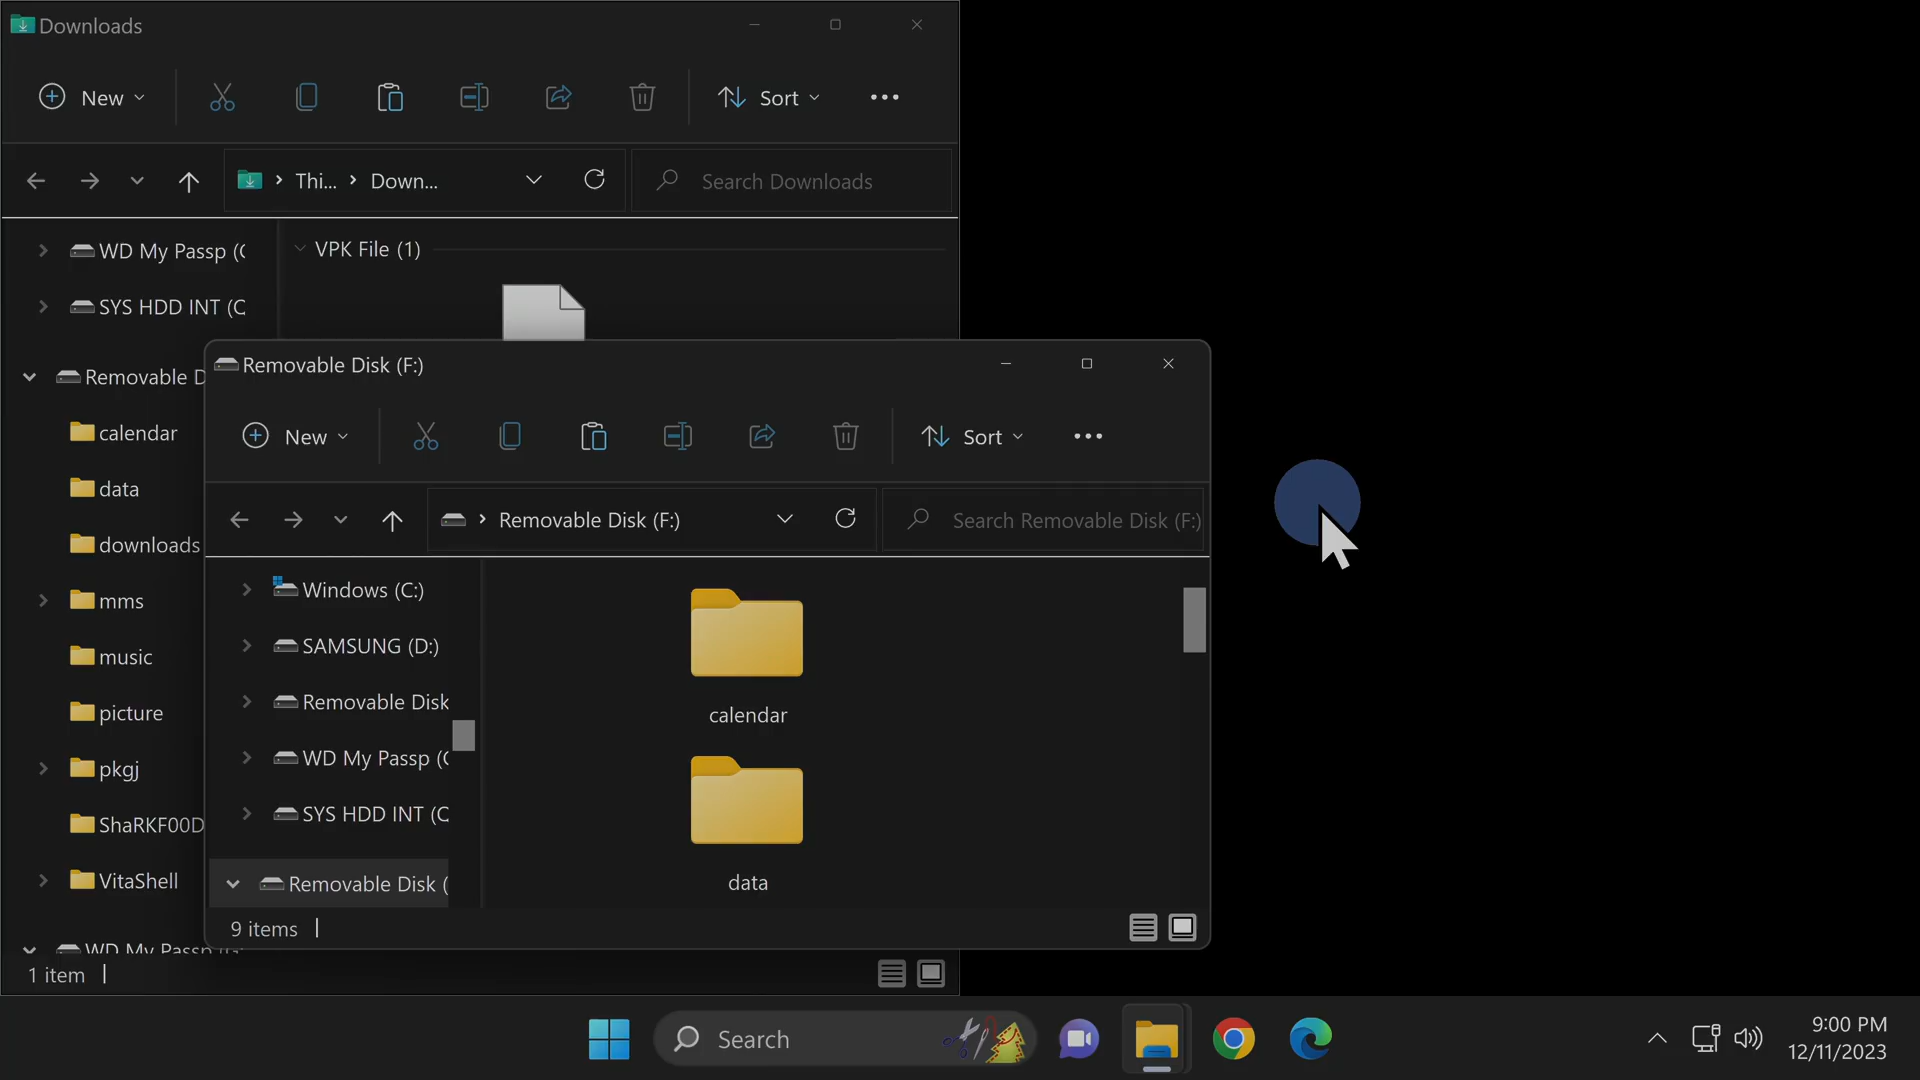 Downloads
New
Sort
Thi...
Down...
Search Downloads
WD My Passp (
SYS HDD INT (
Removable D
calendar
data
downloads
mms
music
picture
pkgj
ShaRKF00D
VitaShell
1 item
VPK File (1)
Removable Disk (F:)
New
Sort
Removable Disk (F:)
Search Removable Disk (F:)
Windows (C:)
SAMSUNG (D:)
Removable Disk
WD My Passp (
SYS HDD INT (
Removable Disk (
calendar
data
9 items
Search
9:00 PM
12/11/2023